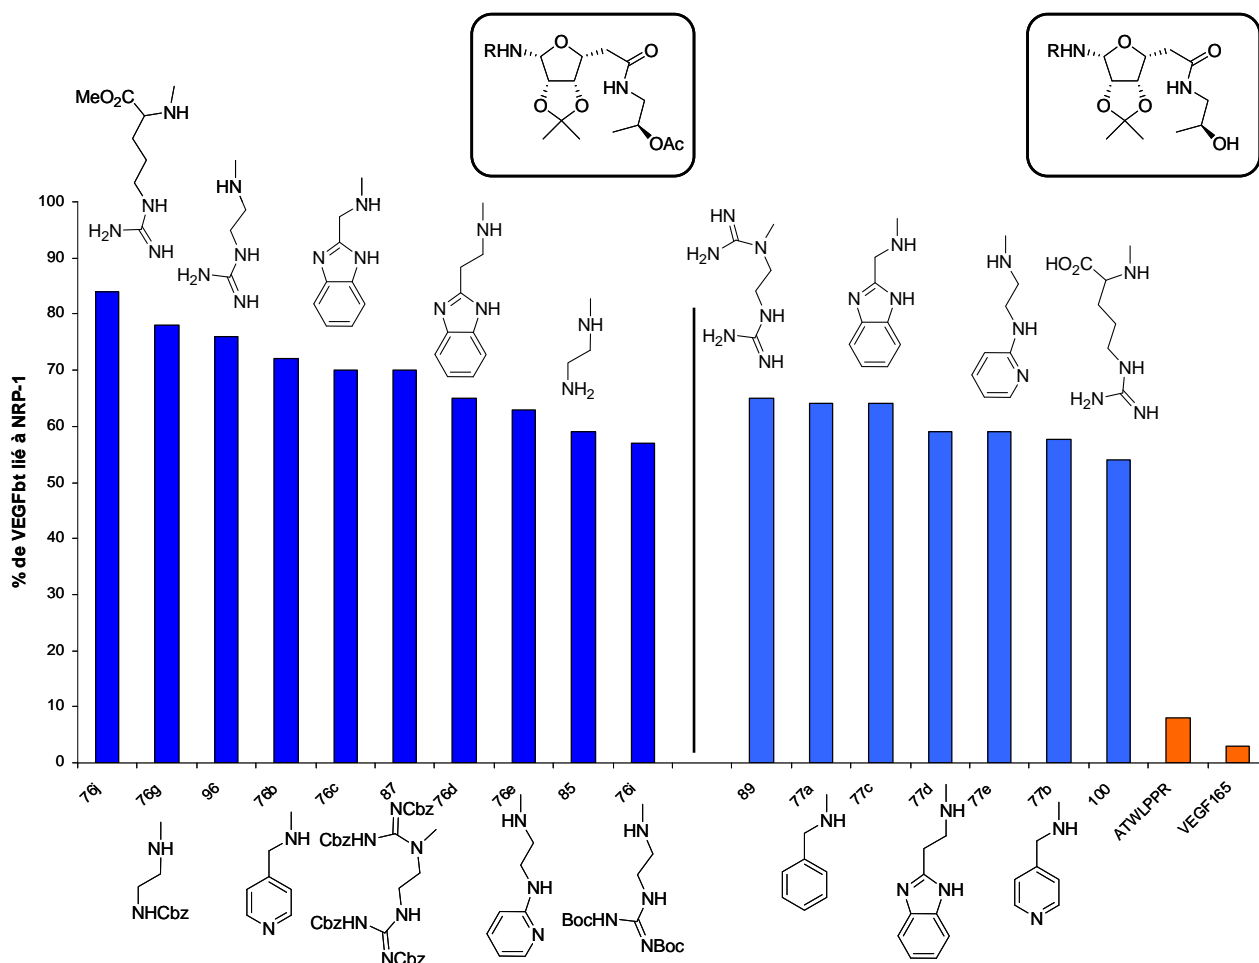 RHN
O
O
HN
O
O
OAc
RHN
O
O
HN
O
O
OH
MeO2C
NH
NH
H2N
NH
HN
NH
H2N
NH
NH
N
NH
NH
N
NH
NH
NH2
HN
H2N
N
NH
H2N
NH
NH
N
NH
HN
NH
N
HO2C
NH
NH
H2N
NH
% de VEGFbt lié à NRP-1
100
90
80
70
60
50
40
30
20
10
0
76j
76g
96
76b
76c
87
76d
76e
85
76i
89
77a
77c
77d
77e
77b
100
ATWLPPR
VEGF165
NH
NHCbz
NH
N
NCbz
CbzHN
N
NH
CbzHN
NCbz
HN
NH
N
HN
NH
BocHN
NBoc
NH
NH
N
NH
NH
N